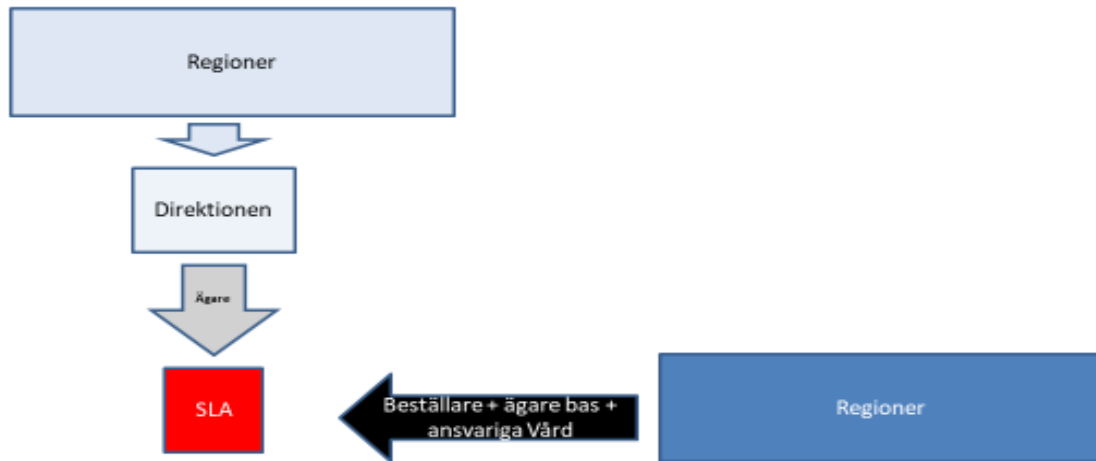 Regioner
Direktionen
Ägare
SLA
Beställare + ägare bas +
ansvariga Vård
Regioner